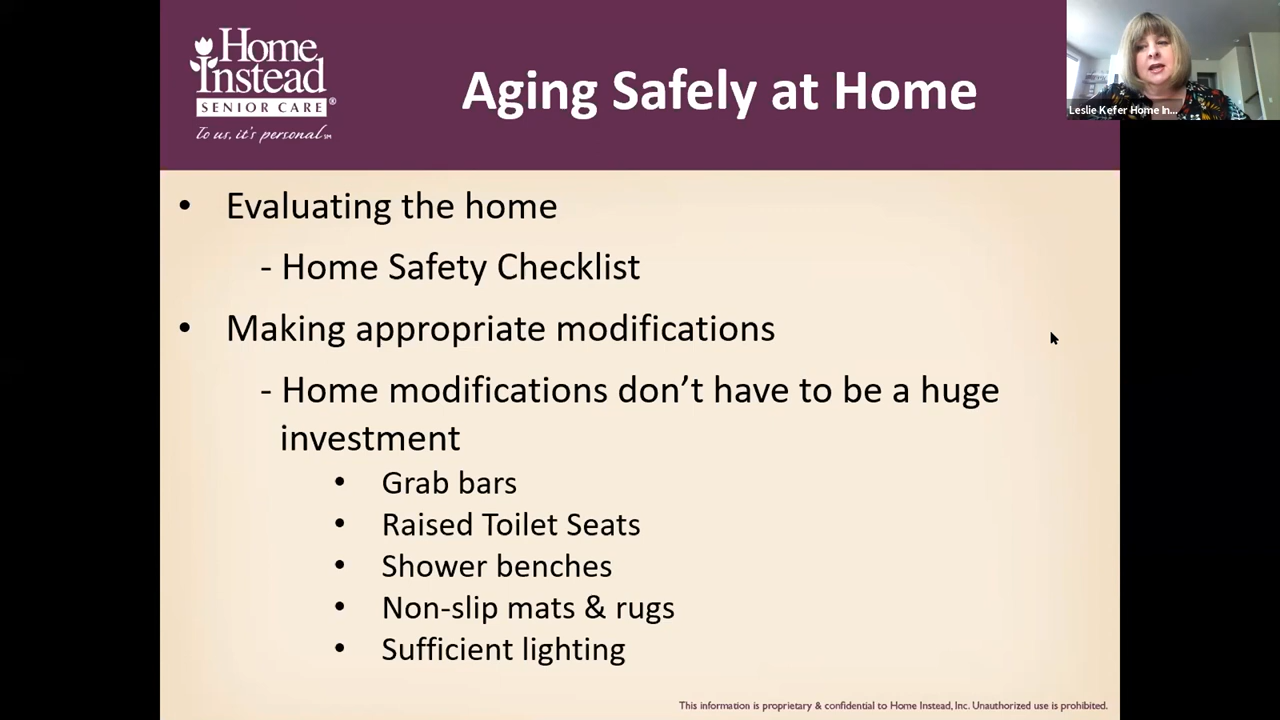 Home
Instead
SENIOR CARE®
To us, it's personal. SM
Aging Safely at Home
Leslie Kefer Home In...
• Evaluating the home
- Home Safety Checklist
• Making appropriate modifications
- Home modifications don’t have to be a huge
investment
• Grab bars
• Raised Toilet Seats
• Shower benches
• Non-slip mats & rugs
• Sufficient lighting
This information is proprietary & confidential to Home Instead, Inc. Unauthorized use is prohibited.